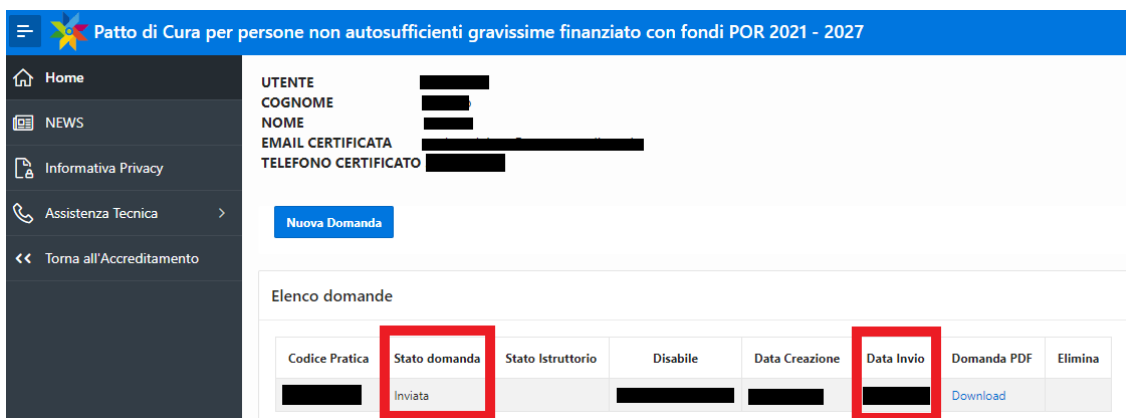 Patto di Cura per persone non autosufficienti gravissime finanziato con fondi POR 2021 - 2027
Home
NEWS
Informativa Privacy
Assistenza Tecnica
Torna all'Accreditamento
UTENTE
COGNOME
NOME
EMAIL CERTIFICATA
TELEFONO CERTIFICATO
Nuova Domanda
Elenco domande
Codice Pratica Stato domanda Stato Istruttorio Disabile Data Creazione Data Invio Domanda PDF Elimina
Inviata Download